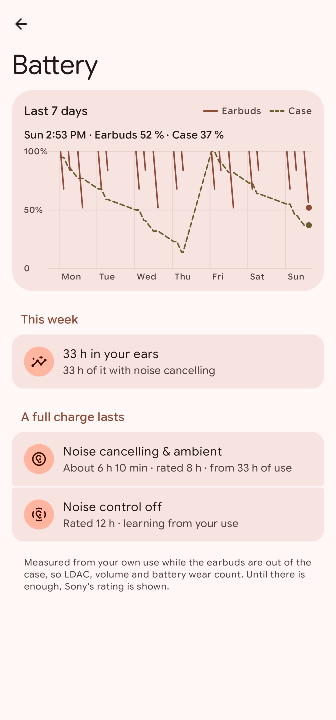 Battery
Last 7 days
Earbuds
Case
Sun 2:53 PM · Earbuds 52 % · Case 37 %
100%
50%
0
Mon Tue Wed Thu Fri Sat Sun
This week
33 h in your ears
33 h of it with noise cancelling
A full charge lasts
Noise cancelling & ambient
About 6 h 10 min · rated 8 h · from 33 h of use
Noise control off
Rated 12 h · learning from your use
Measured from your own use while the earbuds are out of the
case, so LDAC, volume and battery wear count. Until there is
enough, Sony's rating is shown.